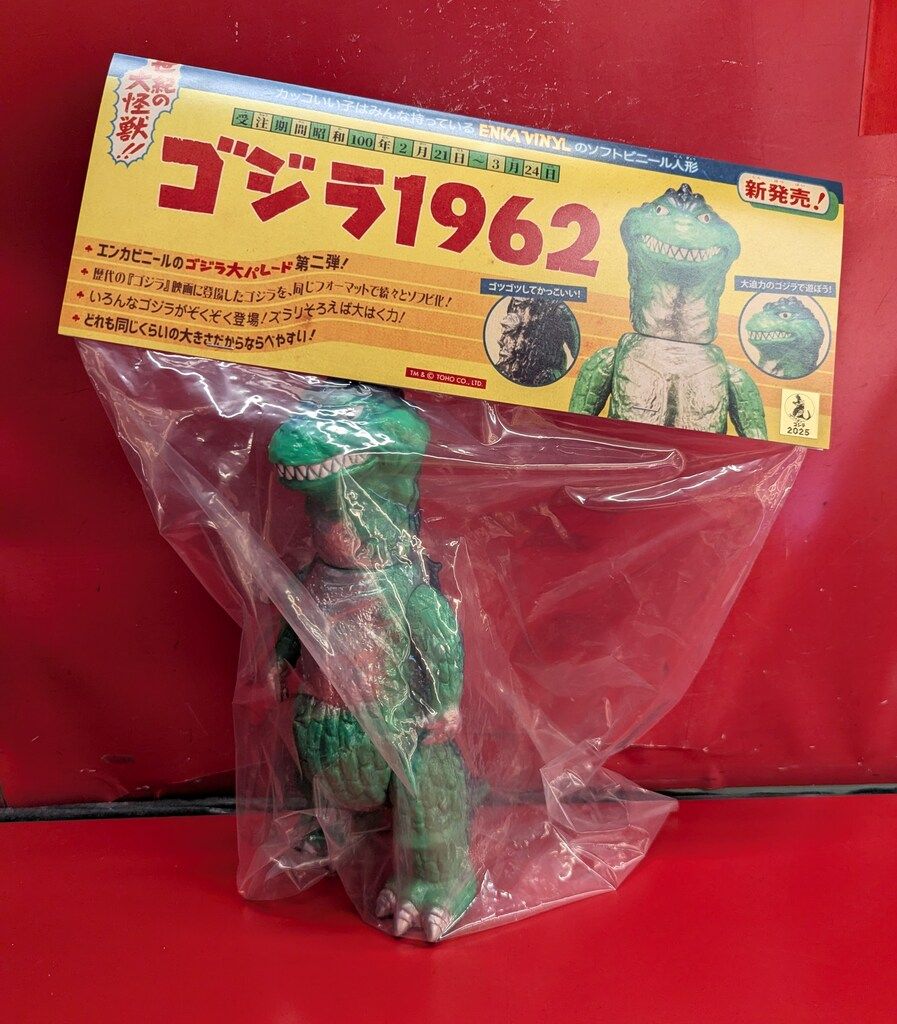 世紀の
大怪獣!!
カッコいい子はみんな持っている ENKA VINYL のソフトビニール人形
受注期間昭和100年2月21日〜3月24日
新発売!
ゴジラ1962
+ エンカビニールのゴジラ大パレード第二弾!
+ 歴代の『ゴジラ』映画に登場したゴジラを、同じフォーマットで続々とソフビ化!
+ いろんなゴジラがぞくぞく登場!ズラリそろえば大はく力!
+ どれも同じくらいの大きさだからならべやすい!
ゴツゴツしてかっこいい!
大迫力のゴジラで遊ぼう!
TM & © TOHO CO., LTD.
ゴジラ
2025